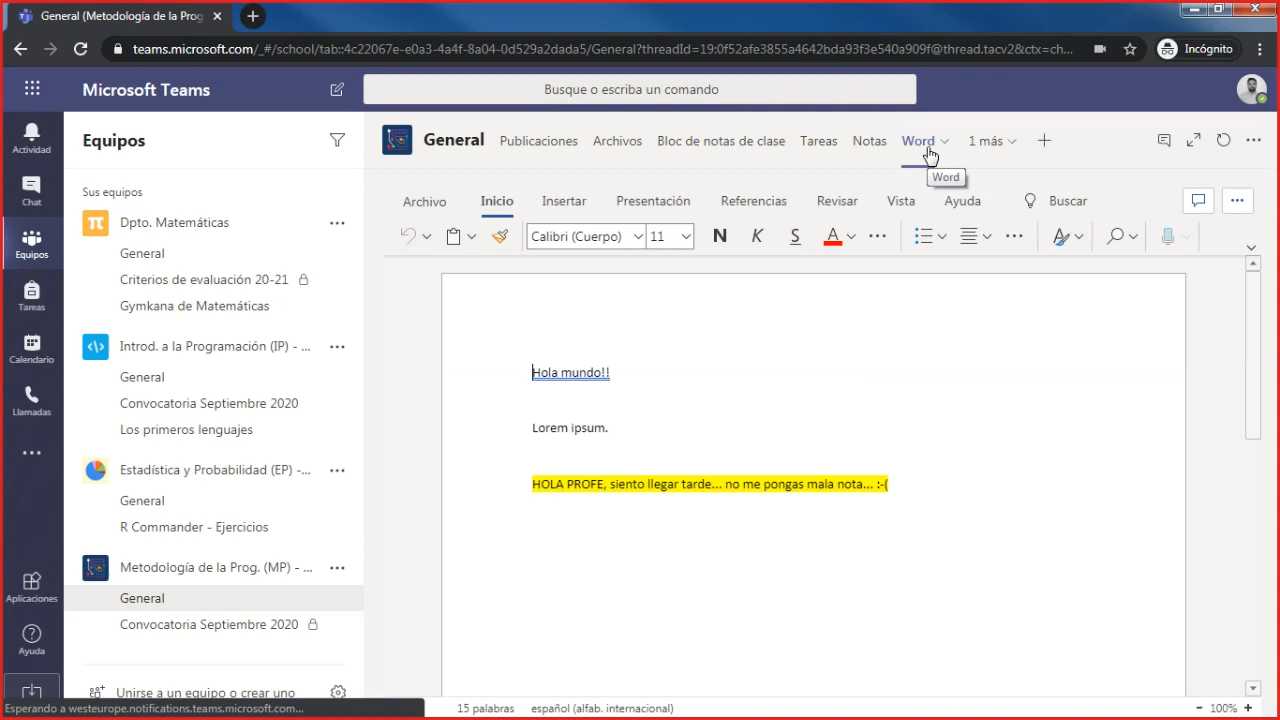 General (Metodología de la Prog
teams.microsoft.com/_#/school/tab::4c22067e-e0a3-4a4f-8a04-0d529a2dada5/General?threadId=19:0f52afe3855a4642bda93f3e540a909f@thread.tacv2&ctx=ch...
Incógnito
Microsoft Teams
Busque o escriba un comando
Actividad
Chat
Equipos
Tareas
Calendario
Llamadas
Aplicaciones
Ayuda
Equipos
Sus equipos
Dpto. Matemáticas
General
Criterios de evaluación 20-21
Gymkana de Matemáticas
Introd. a la Programación (IP) - ...
General
Convocatoria Septiembre 2020
Los primeros lenguajes
Estadística y Probabilidad (EP) -...
General
R Commander - Ejercicios
Metodología de la Prog. (MP) - ...
General
Convocatoria Septiembre 2020
Unirse a un equipo o crear uno
Esperando a westeurope.notifications.teams.microsoft.com...
General Publicaciones Archivos Bloc de notas de clase Tareas Notas Word 1 más
Word
Archivo Inicio Insertar Presentación Referencias Revisar Vista Ayuda Buscar
Calibri (Cuerpo) 11 N K S A
Hola mundo!!
Lorem ipsum.
HOLA PROFE, siento llegar tarde... no me pongas mala nota... :-(
15 palabras español (alfab. internacional) - 100% +